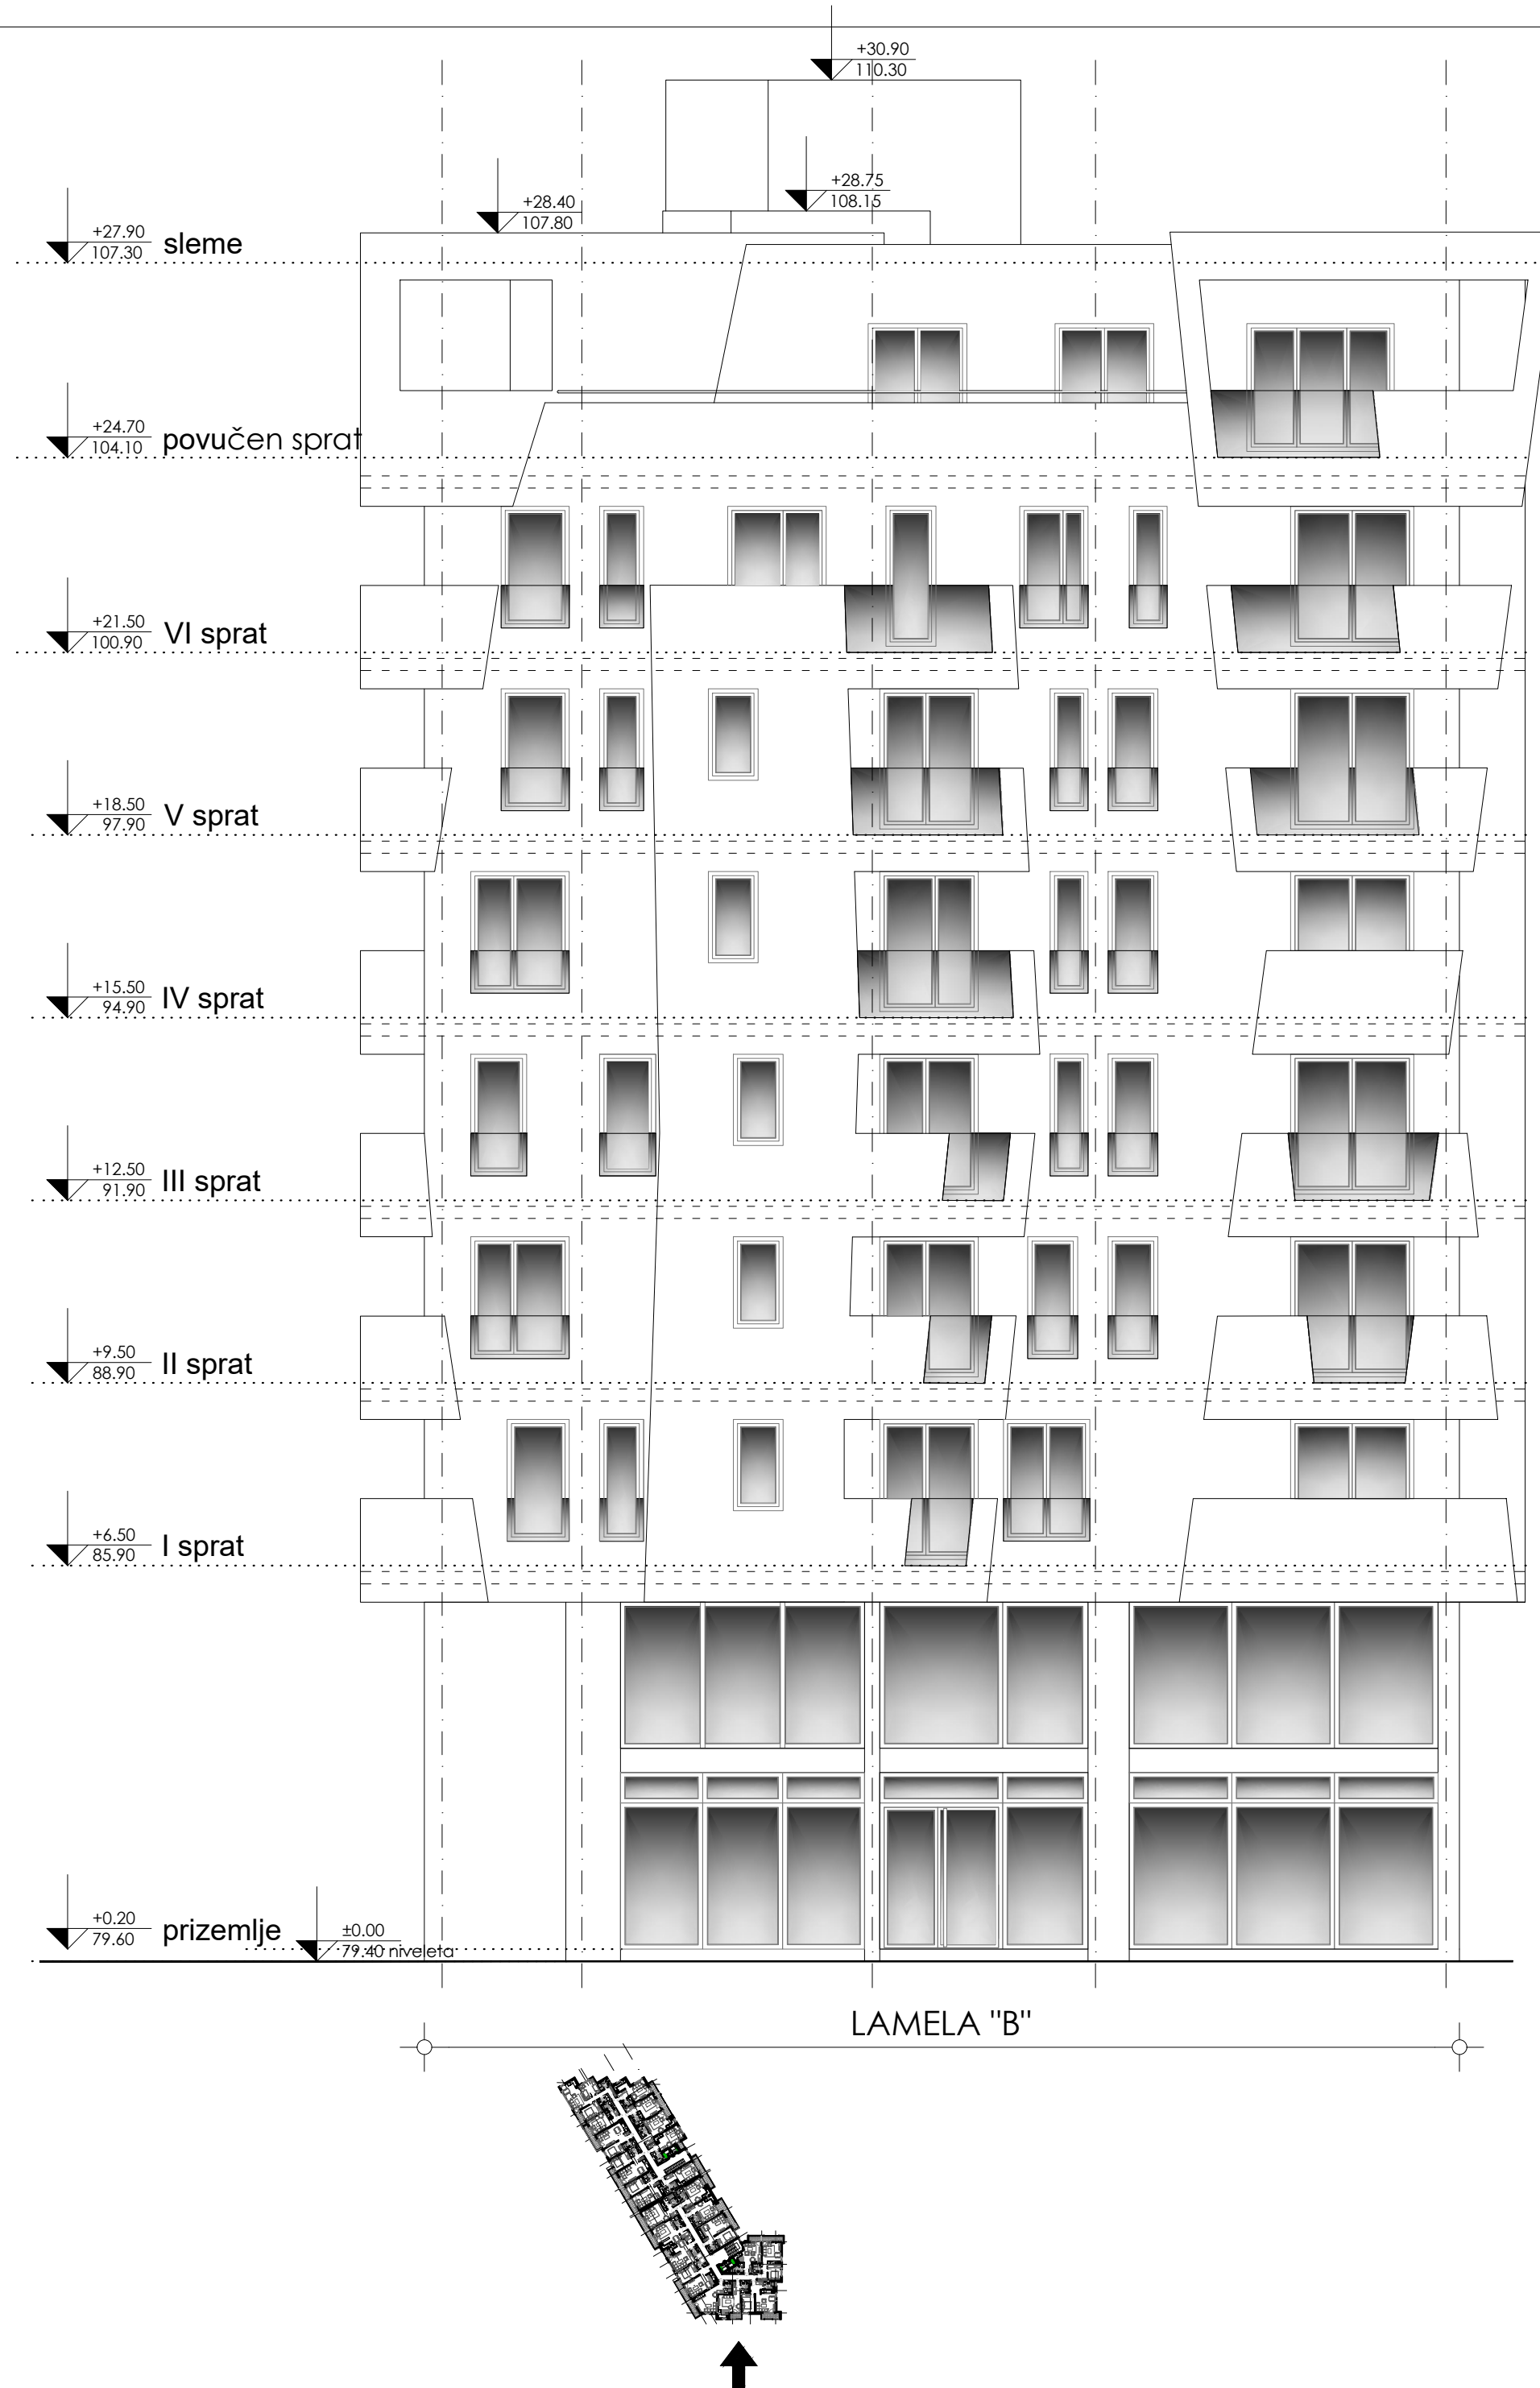 +30.90
110.30
+28.75
108.15
+28.40
107.80
+27.90
107.30
sleme
+24.70
104.10
povučen sprat
+21.50
100.90
VI sprat
+18.50
97.90
V sprat
+15.50
94.90
IV sprat
+12.50
91.90
III sprat
+9.50
88.90
II sprat
+6.50
85.90
I sprat
+0.20
79.60
prizemlje
±0.00
79.40 niveleta
LAMELA "B"